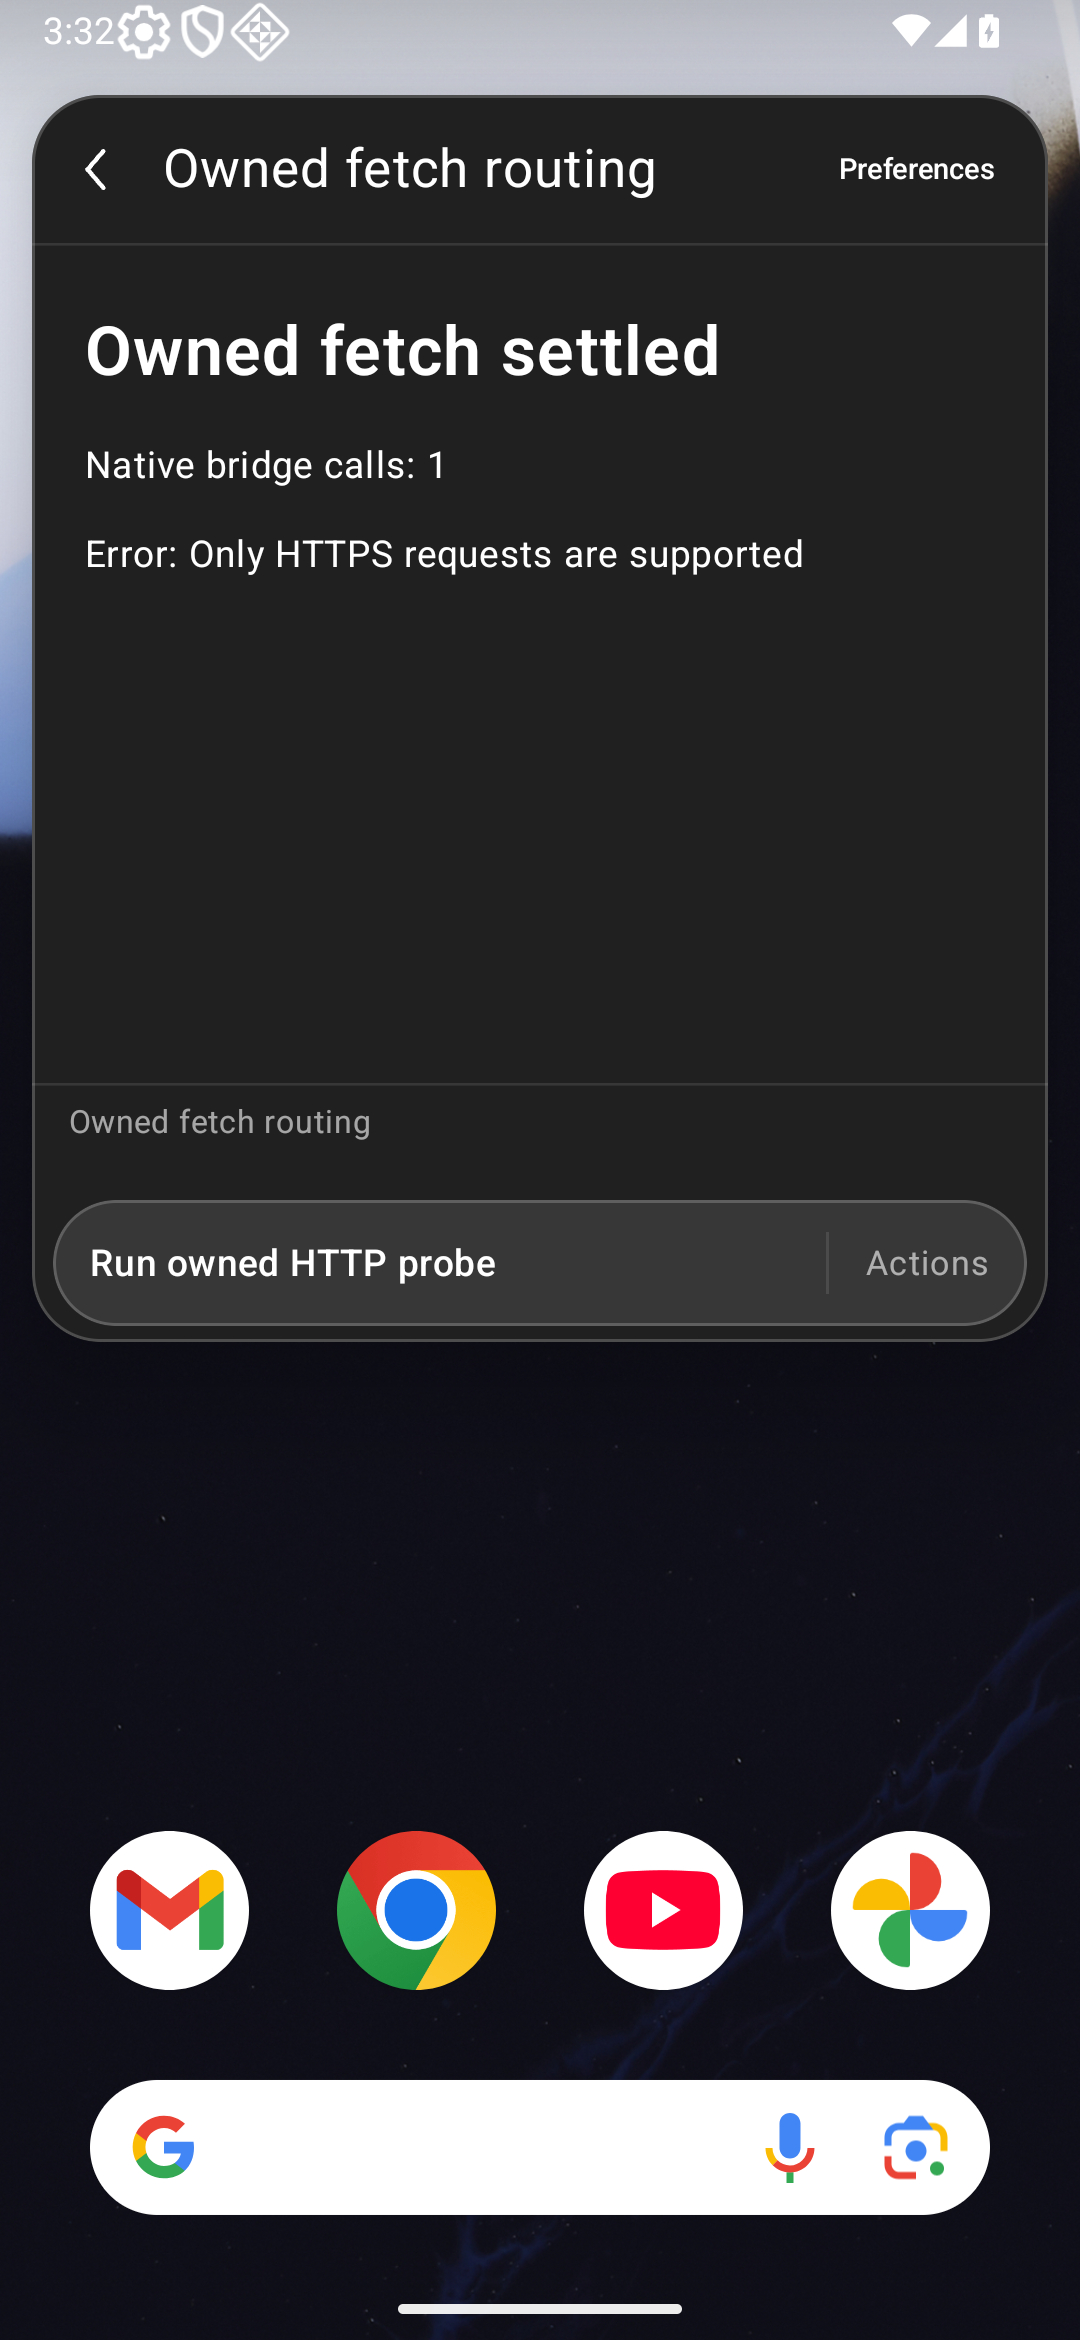 3:32
Owned fetch routing
Preferences
Owned fetch settled
Native bridge calls: 1
Error: Only HTTPS requests are supported
Owned fetch routing
Run owned HTTP probe
Actions